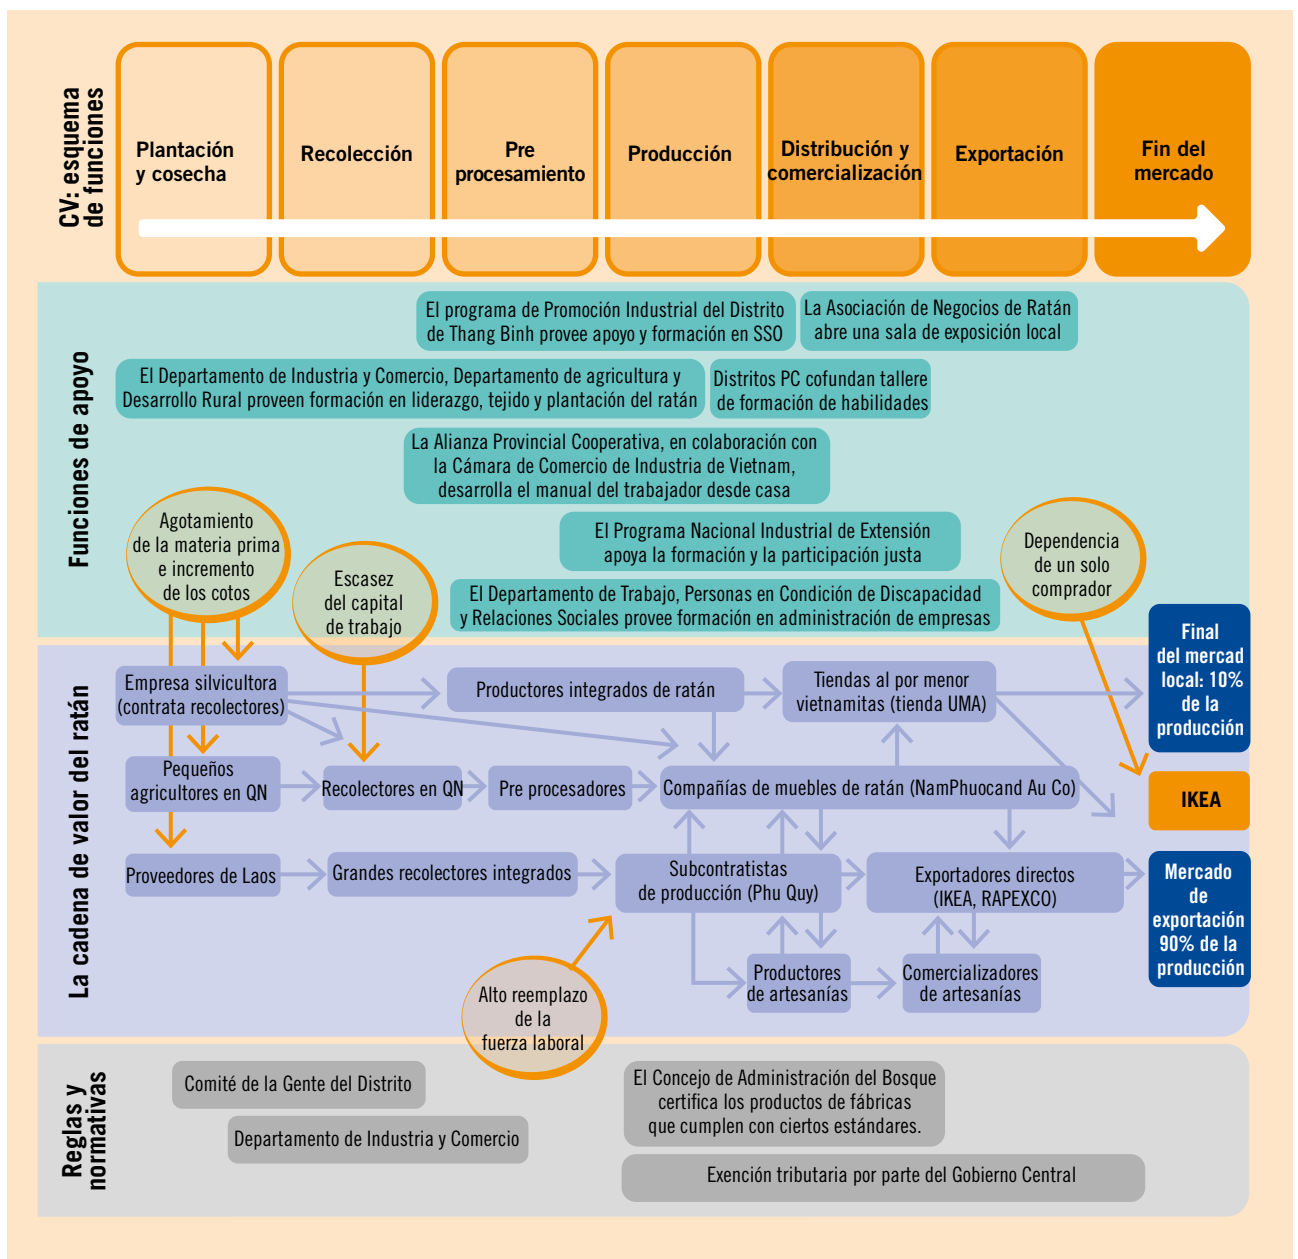 CV: esquema
de funciones
Plantación
y cosecha
Recolección
Pre
procesamiento
Producción
Distribución y
comercialización
Exportación
Fin del
mercado
Funciones de apoyo
El programa de Promoción Industrial del Distrito
de Thang Binh provee apoyo y formación en SSO
La Asociación de Negocios de Ratán
abre una sala de exposición local
El Departamento de Industria y Comercio, Departamento de agricultura y
Desarrollo Rural proveen formación en liderazgo, tejido y plantación del ratán
Distritos PC cofundan tallere
de formación de habilidades
La Alianza Provincial Cooperativa, en colaboración con
la Cámara de Comercio de Industria de Vietnam,
desarrolla el manual del trabajador desde casa
El Programa Nacional Industrial de Extensión
apoya la formación y la participación justa
El Departamento de Trabajo, Personas en Condición de Discapacidad
y Relaciones Sociales provee formación en administración de empresas
Agotamiento
de la materia prima
e incremento
de los cotos
Escasez
del capital
de trabajo
Dependencia
de un solo
comprador
La cadena de valor del ratán
Empresa silvicultora
(contrata recolectores)
Productores integrados de ratán
Tiendas al por menor
vietnamitas (tienda UMA)
Final
del mercad
local: 10%
de la
producción
Pequeños
agricultores en QN
Recolectores en QN
Pre procesadores
Compañías de muebles de ratán (NamPhuocand Au Co)
IKEA
Proveedores de Laos
Grandes recolectores integrados
Subcontratistas
de producción (Phu Quy)
Exportadores directos
(IKEA, RAPEXCO)
Mercado
de
exportación
90% de la
producción
Productores
de artesanías
Comercializadores
de artesanías
Alto reemplazo
de la
fuerza laboral
Reglas y
normativas
Comité de la Gente del Distrito
Departamento de Industria y Comercio
El Concejo de Administración del Bosque
certifica los productos de fábricas
que cumplen con ciertos estándares.
Exención tributaria por parte del Gobierno Central